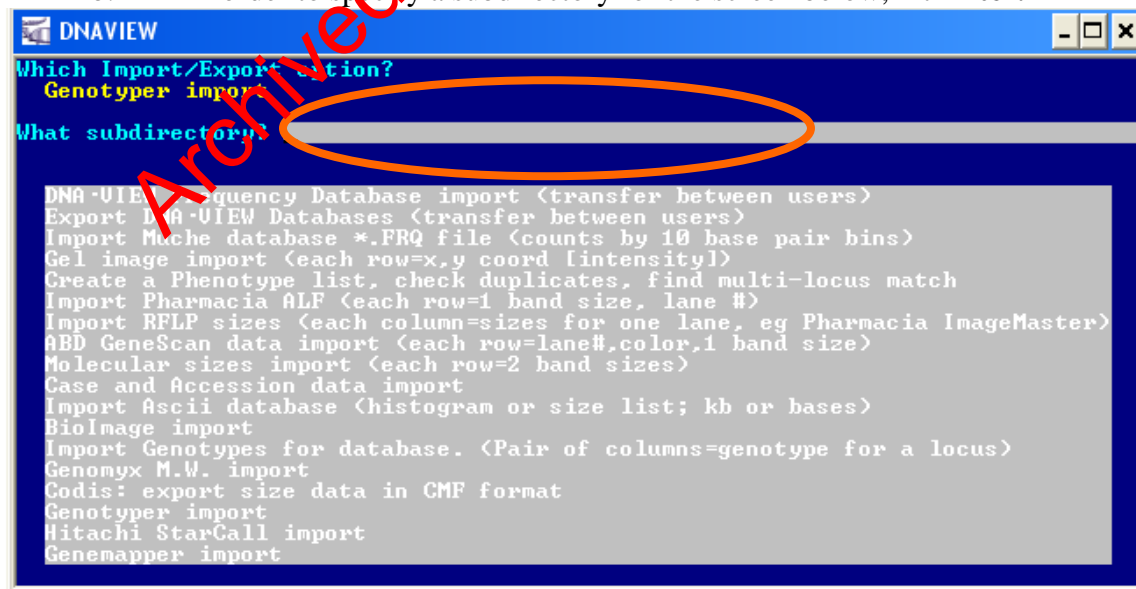 DNAVIEW
Which Import/Export option?
Genotyper import
What subdirectory?
Archived
DNA-VIEW Frequency Database import (transfer between users)
Export DNA-VIEW Databases (transfer between users)
Import Moche database *.FRQ file (counts by 10 base pair bins)
Gel image import (each row=x,y coord [intensity])
Create a Phenotype list, check duplicates, find multi-locus match
Import Pharmacia ALF (each row=1 band size, lane #)
Import RFLP sizes (each column=sizes for one lane, eg Pharmacia ImageMaster)
ABD GeneScan data import (each row=lane#,color,1 band size)
Molecular sizes import (each row=2 band sizes)
Case and Accession data import
Import Ascii database (histogram or size list; kb or bases)
BioImage import
Import Genotypes for database. (Pair of columns=genotype for a locus)
Genomyx M.W. import
Codis: export size data in CMF format
Genotyper import
Hitachi StarCall import
Genemapper import